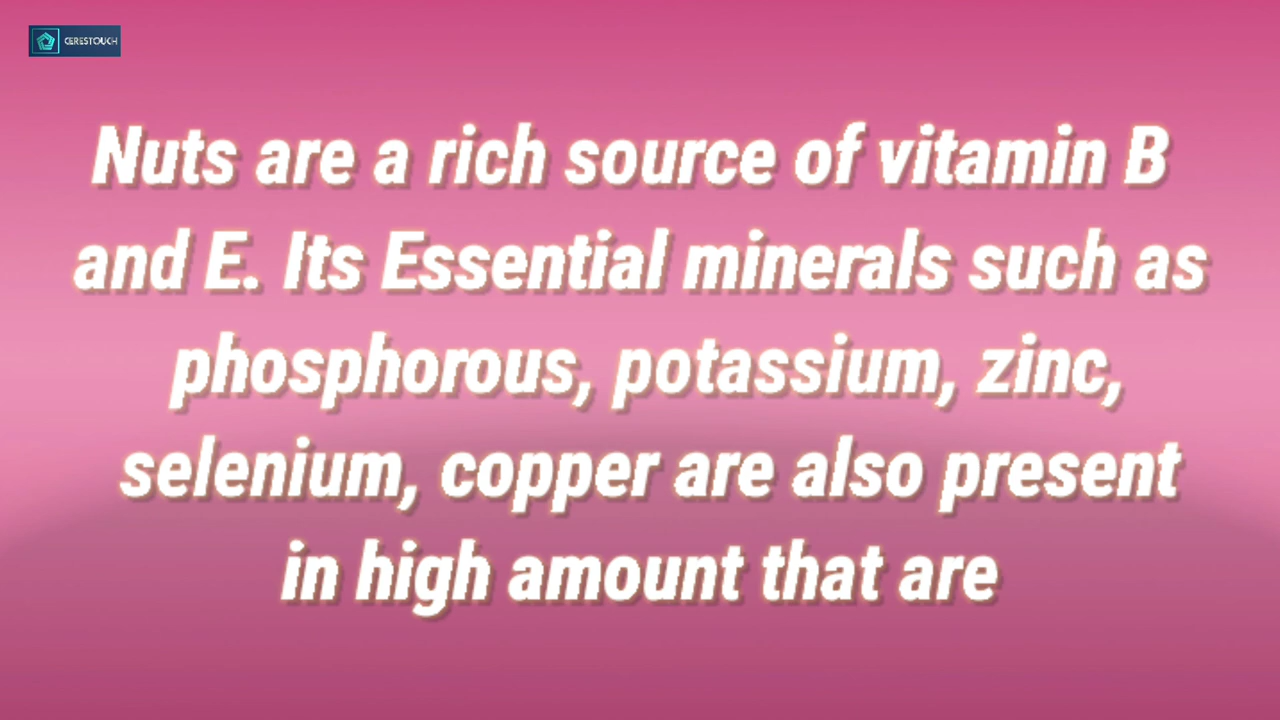 CERESTOUCH
Nuts are a rich source of vitamin B
and E. Its Essential minerals such as
phosphorous, potassium, zinc,
selenium, copper are also present
in high amount that are